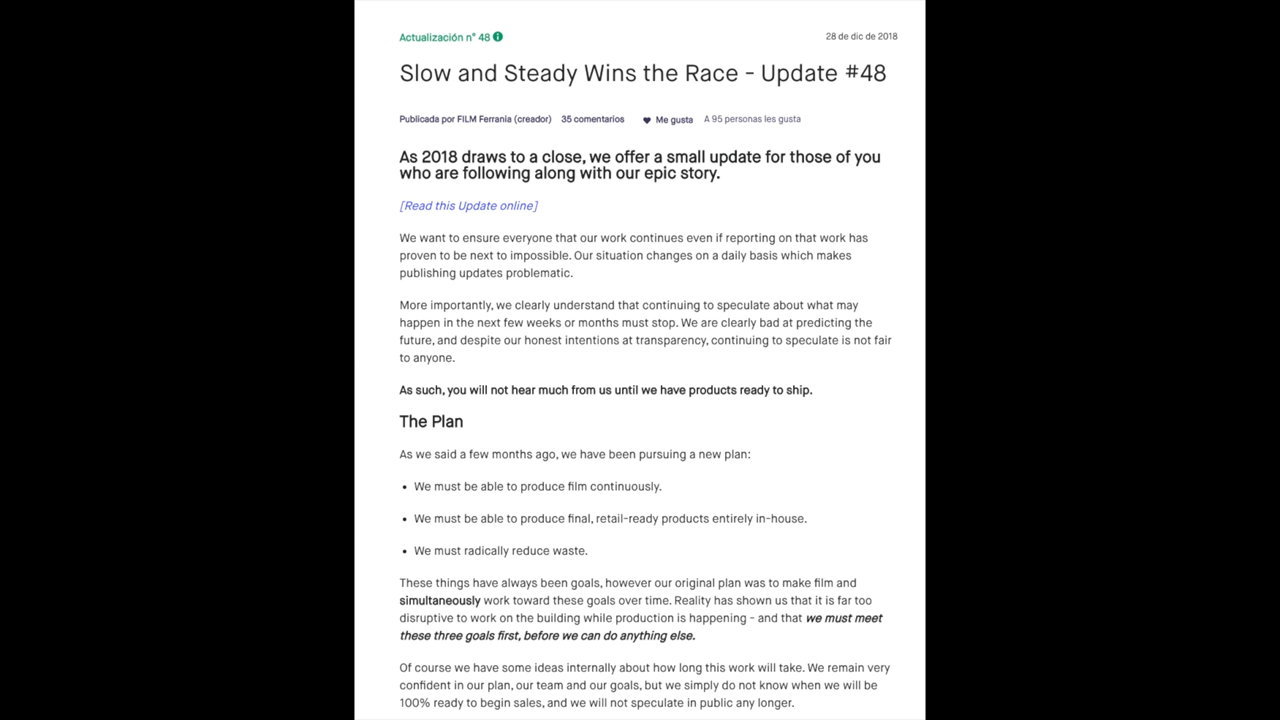 Actualización n° 48
28 de dic de 2018
Slow and Steady Wins the Race - Update #48
Publicada por FILM Ferrania (creador) 35 comentarios Me gusta A 95 personas les gusta
As 2018 draws to a close, we offer a small update for those of you
who are following along with our epic story.
[Read this Update online]
We want to ensure everyone that our work continues even if reporting on that work has
proven to be next to impossible. Our situation changes on a daily basis which makes
publishing updates problematic.
More importantly, we clearly understand that continuing to speculate about what may
happen in the next few weeks or months must stop. We are clearly bad at predicting the
future, and despite our honest intentions at transparency, continuing to speculate is not fair
to anyone.
As such, you will not hear much from us until we have products ready to ship.
The Plan
As we said a few months ago, we have been pursuing a new plan:
• We must be able to produce film continuously.
• We must be able to produce final, retail-ready products entirely in-house.
• We must radically reduce waste.
These things have always been goals, however our original plan was to make film and
simultaneously work toward these goals over time. Reality has shown us that it is far too
disruptive to work on the building while production is happening - and that we must meet
these three goals first, before we can do anything else.
Of course we have some ideas internally about how long this work will take. We remain very
confident in our plan, our team and our goals, but we simply do not know when we will be
100% ready to begin sales, and we will not speculate in public any longer.